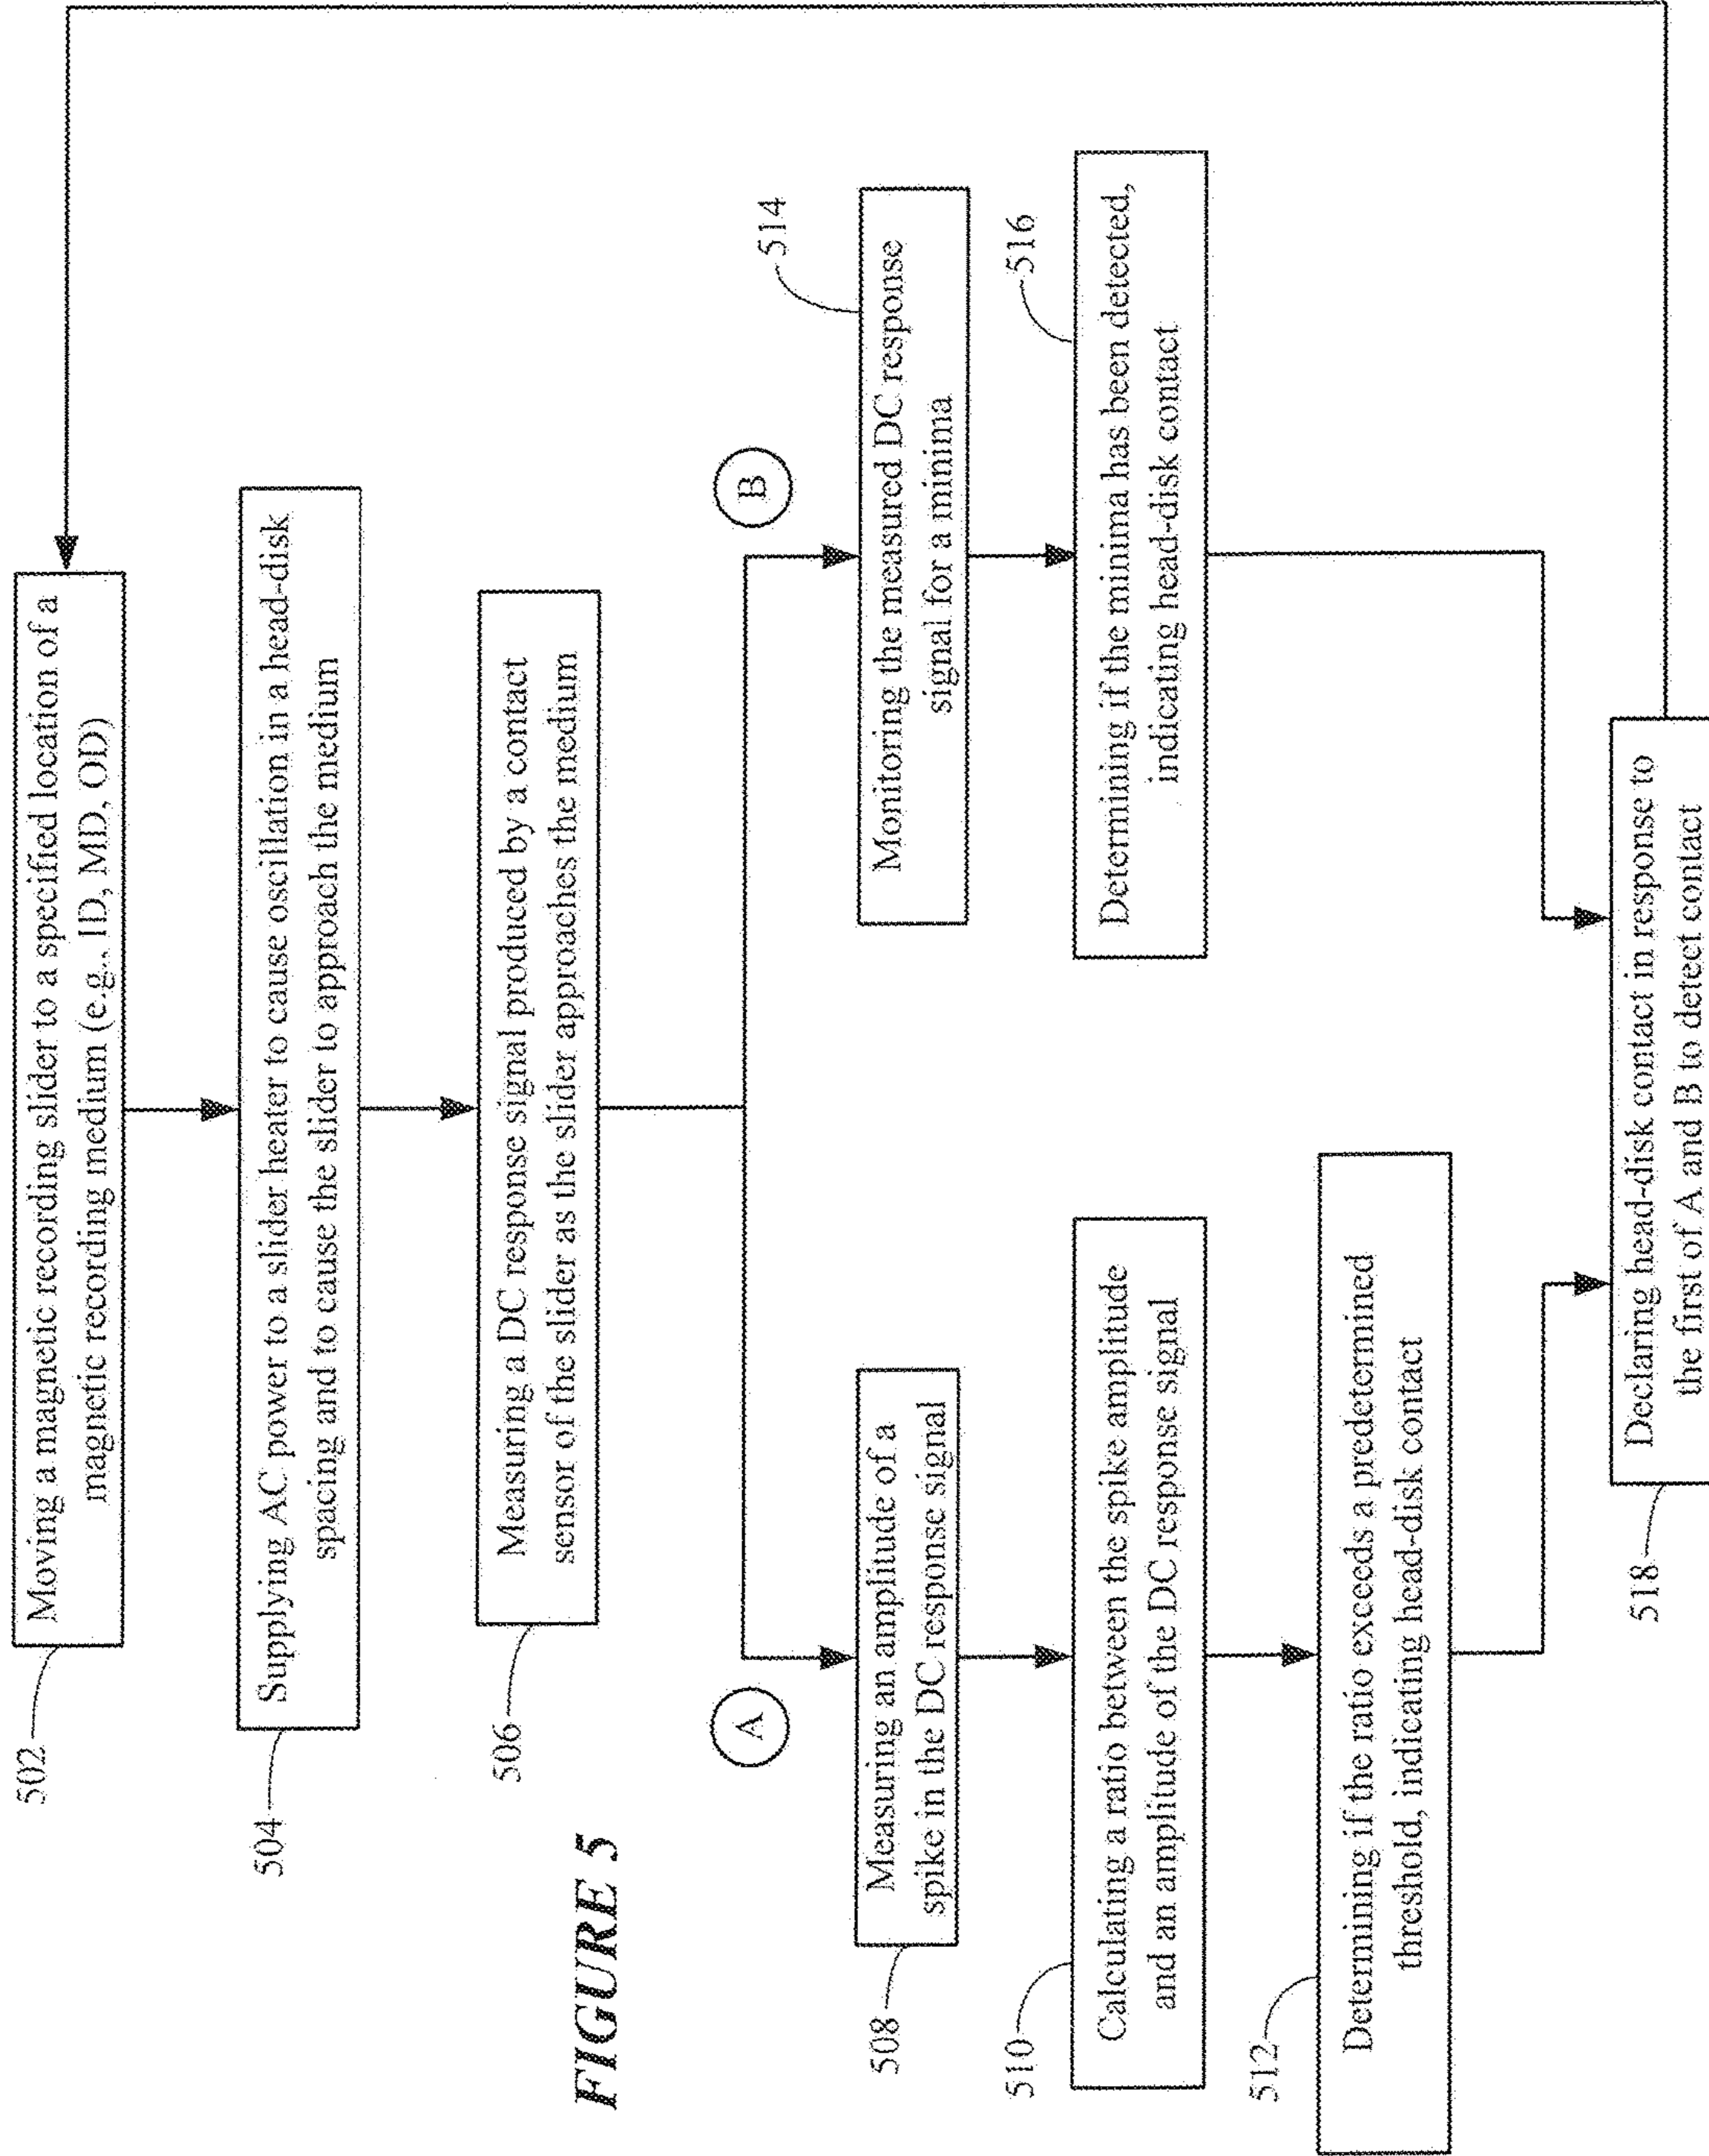 502
Moving a magnetic recording slider to a specified location of a
magnetic recording medium (e.g., ID, MD, OD)
504
Supplying AC power to a slider heater to cause oscillation in a head-disk
spacing and to cause the slider to approach the medium
506
Measuring a DC response signal produced by a contact
sensor of the slider as the slider approaches the medium
FIGURE 5
A
B
508
Measuring an amplitude of a
spike in the DC response signal
510
Calculating a ratio between the spike amplitude
and an amplitude of the DC response signal
512
Determining if the ratio exceeds a predetermined
threshold, indicating head-disk contact
514
Monitoring the measured DC response
signal for a minima
516
Determining if the minima has been detected,
indicating head-disk contact
518
Declaring head-disk contact in response to
the first of A and B to detect contact